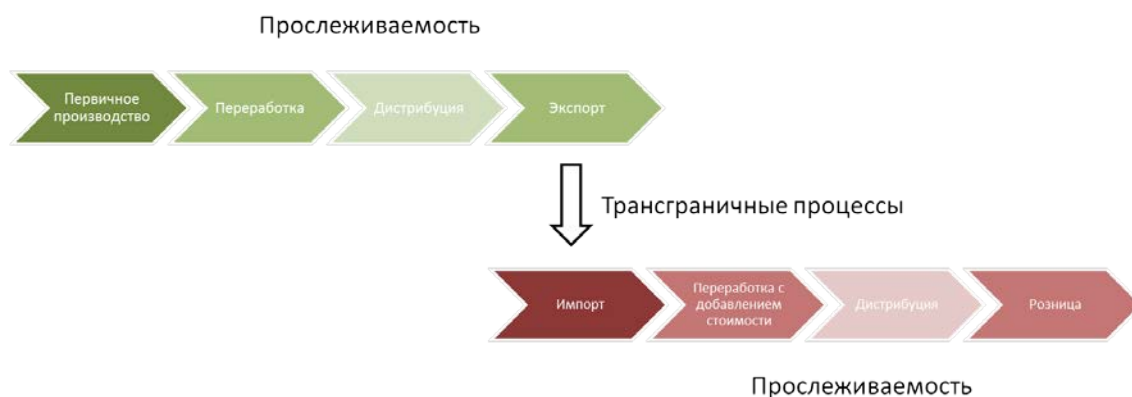 Прослеживаемость
Первичное
производство
Переработка
Дистрибуция
Экспорт
Трансграничные процессы
Импорт
Переработка с
добавлением
стоимости
Дистрибуция
Розница
Прослеживаемость